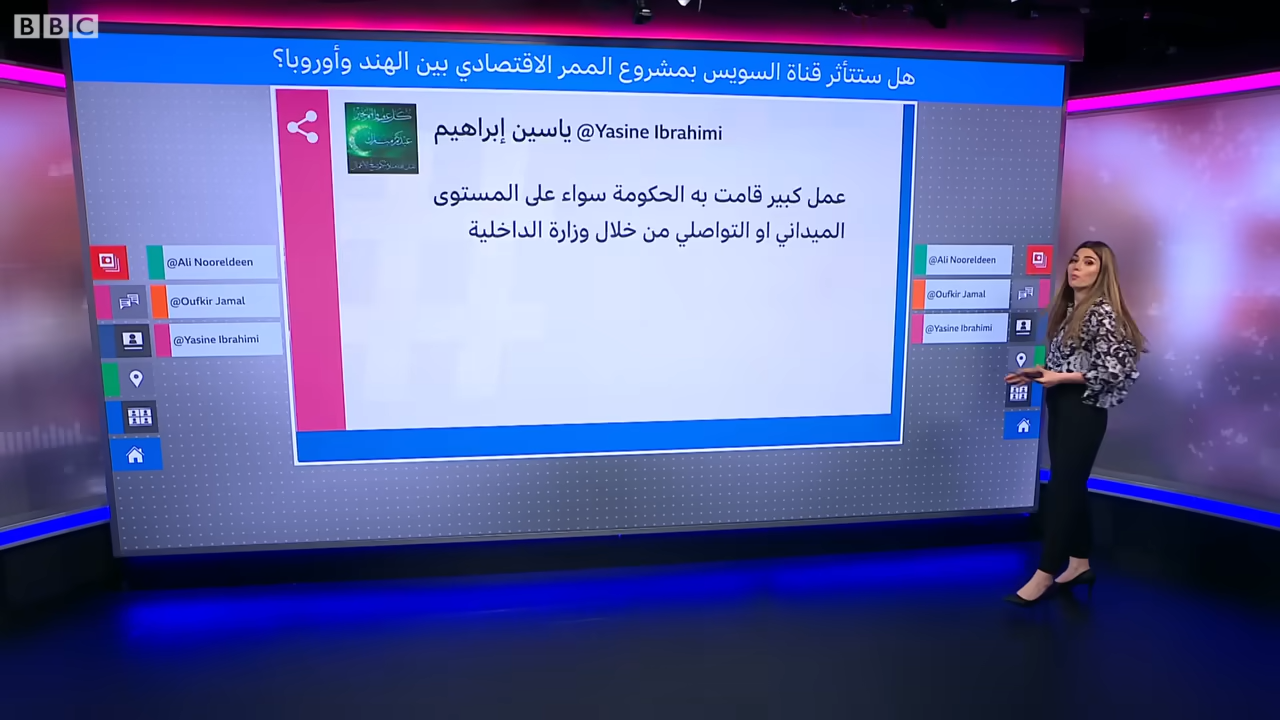 BBC
هل ستتأثر قناة السويس بمشروع الممر الاقتصادي بين الهند وأوروبا؟
ياسين إبراهيم @Yasine Ibrahimi
عمل كبير قامت به الحكومة سواء على المستوى
الميداني او التواصلي من خلال وزارة الداخلية
@Ali Nooreldeen
@Oufkir Jamal
@Yasine Ibrahimi
@Ali Nooreldeen
@Oufkir Jamal
@Yasine Ibrahimi